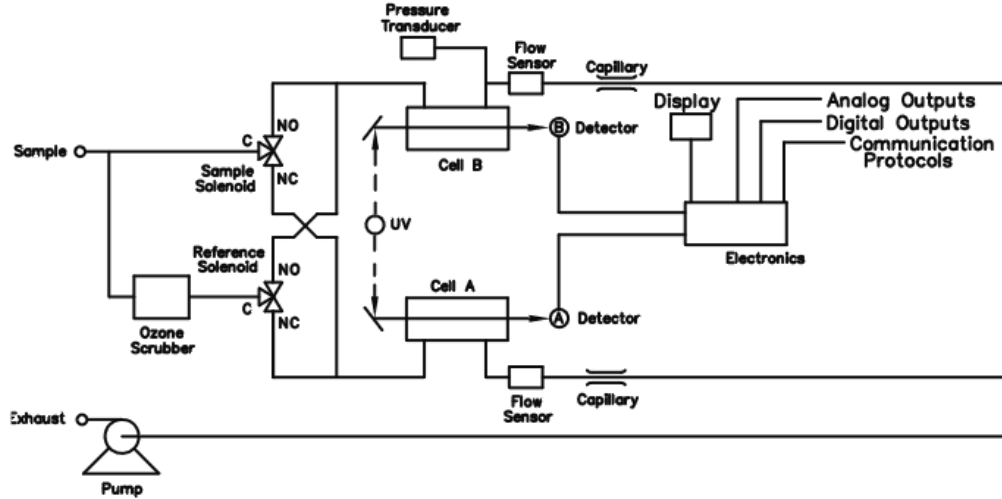 Pressure
Transducer
Flow
Sensor
Capillary
Display
Analog Outputs
Digital Outputs
Communication
Protocols
NO
C
Sample
NC
Sample
Solenoid
B
Detector
Cell B
UV
Electronics
Reference
Solenoid
NO
C
NC
Ozone
Scrubber
Cell A
A
Detector
Flow
Sensor
Capillary
Exhaust
Pump